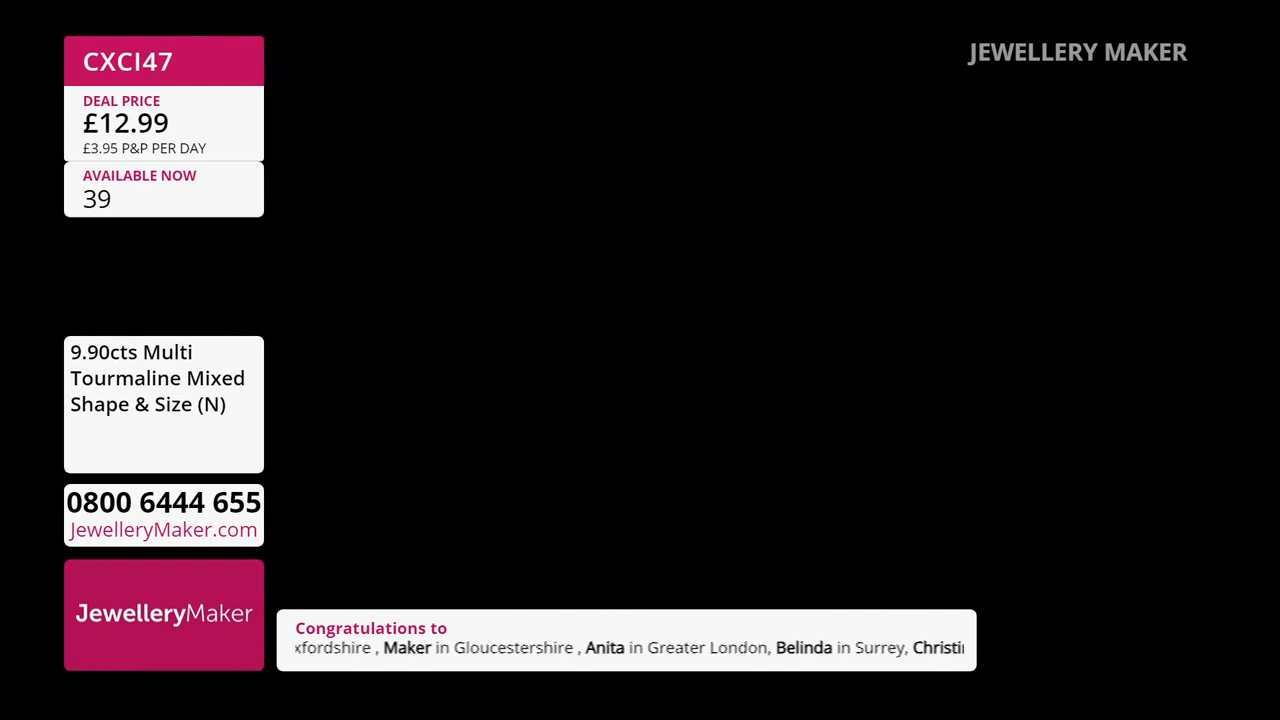 CXCI47
JEWELLERY MAKER
DEAL PRICE
£12.99
£3.95 P&P PER DAY
AVAILABLE NOW
39
9.90cts Multi
Tourmaline Mixed
Shape & Size (N)
0800 6444 655
JewelleryMaker.com
JewelleryMaker
Congratulations to
xfordshire , Maker in Gloucestershire , Anita in Greater London, Belinda in Surrey, Christi